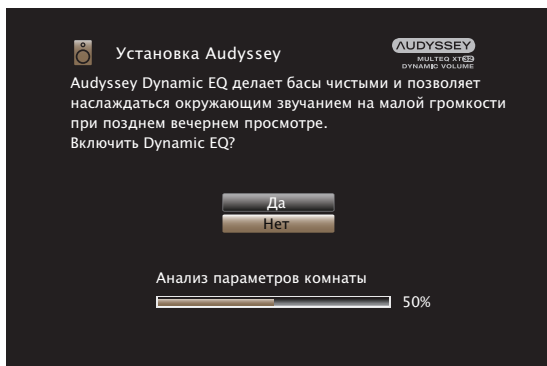 Установка Audyssey
AUDYSSEY
MULTEQ XT32
DYNAMIC VOLUME
Audyssey Dynamic EQ делает басы чистыми и позволяет
наслаждаться окружающим звучанием на малой громкости
при позднем вечернем просмотре.
Включить Dynamic EQ?
Да
Нет
Анализ параметров комнаты
50%